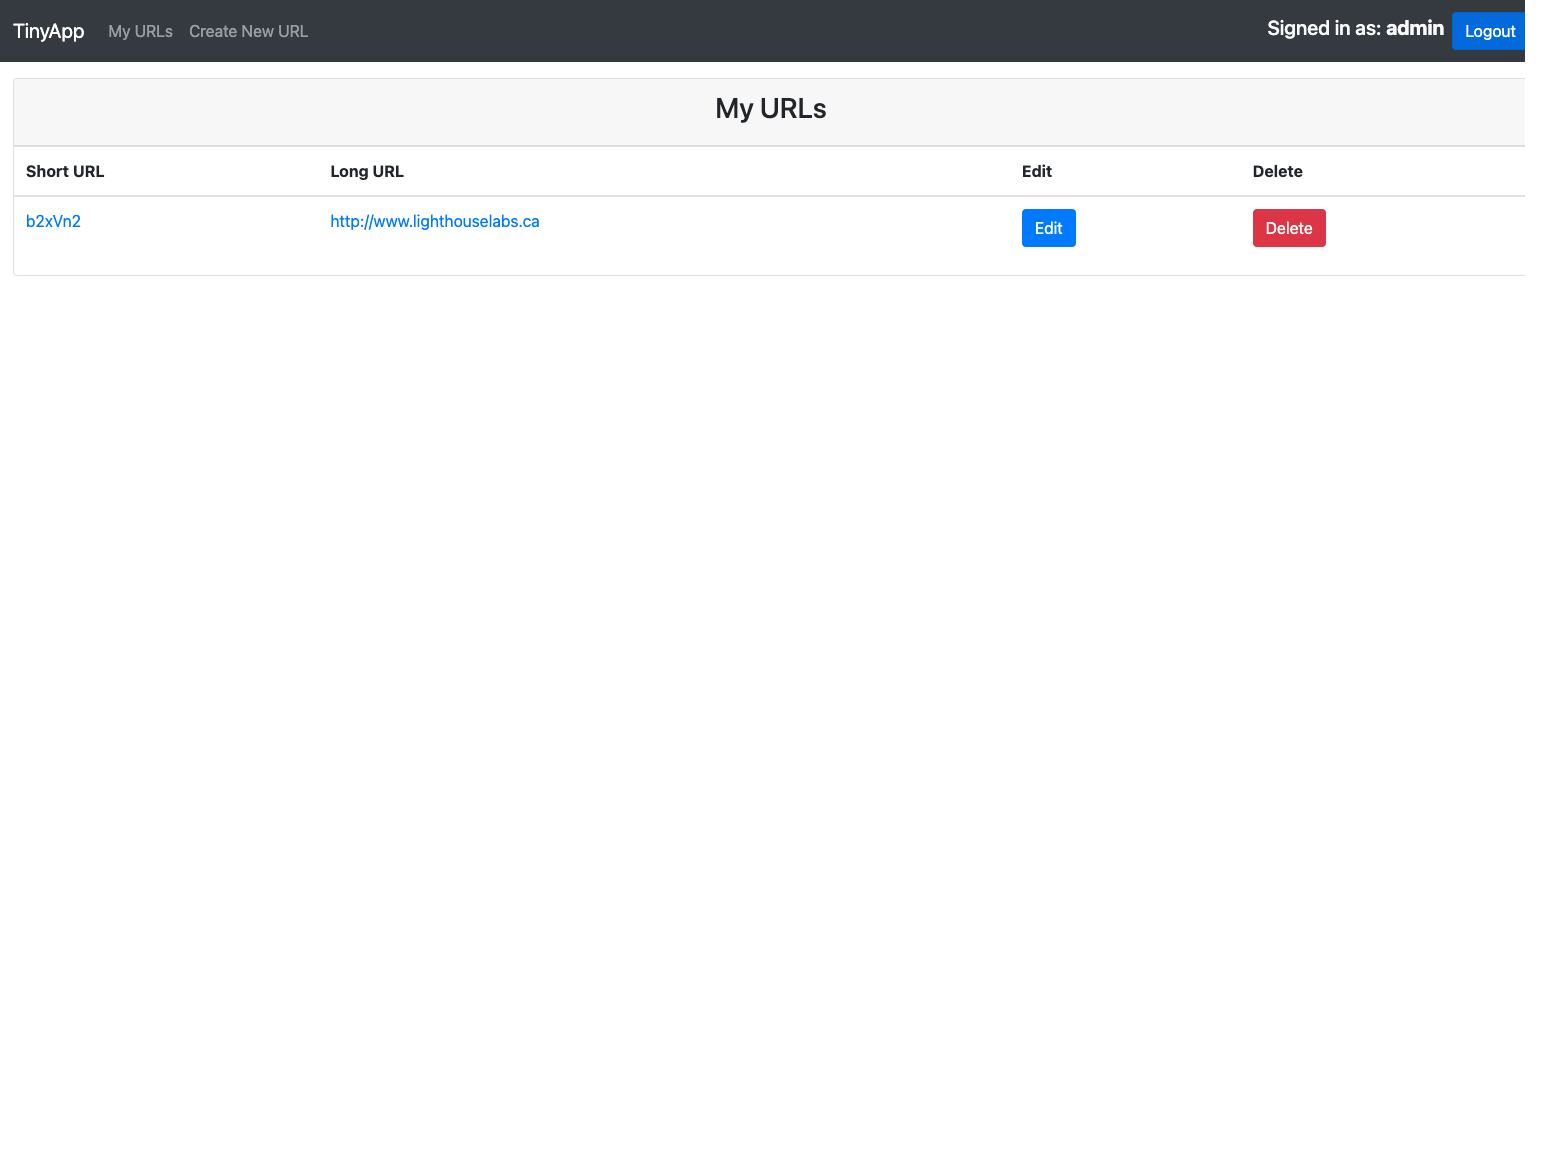 TinyApp My URLs Create New URL Signed in as: admin Logout
My URLs
Short URL Long URL Edit Delete
b2xVn2 http://www.lighthouselabs.ca Edit Delete